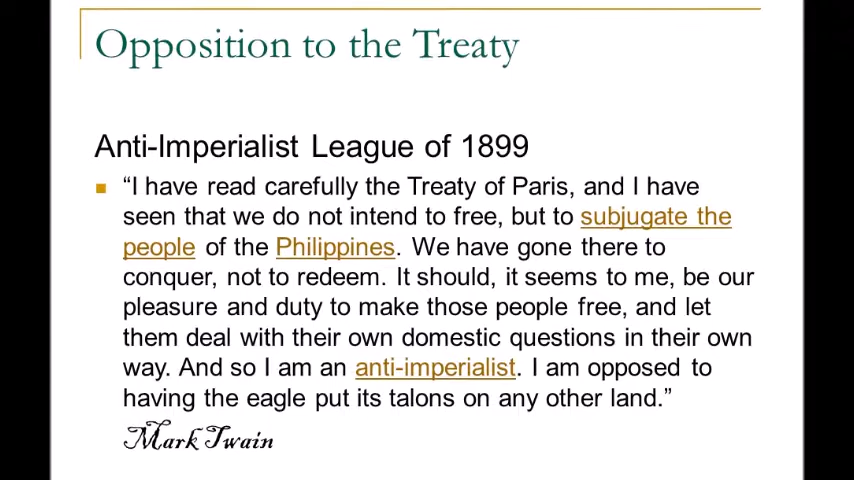 Opposition to the Treaty
Anti-Imperialist League of 1899
“I have read carefully the Treaty of Paris, and I have
seen that we do not intend to free, but to subjugate the
people of the Philippines. We have gone there to
conquer, not to redeem. It should, it seems to me, be our
pleasure and duty to make those people free, and let
them deal with their own domestic questions in their own
way. And so I am an anti-imperialist. I am opposed to
having the eagle put its talons on any other land.”
Mark Twain